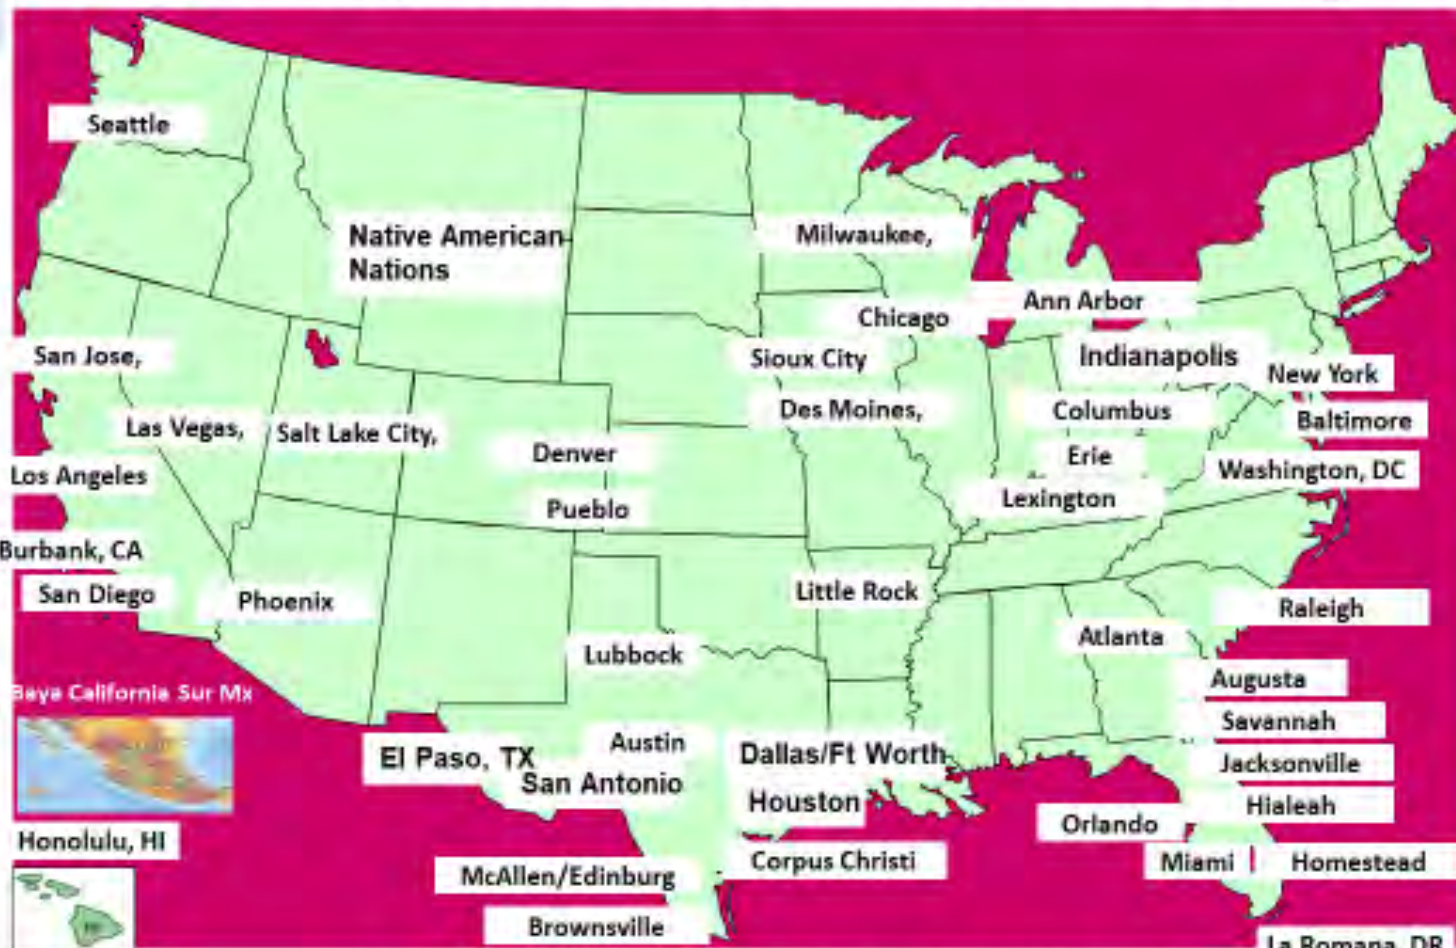 Seattle
Native American
Nations
Milwaukee,
Ann Arbor
Chicago
San Jose,
Sioux City
Indianapolis
New York
Las Vegas,
Salt Lake City,
Des Moines,
Columbus
Baltimore
Denver
Erie
Los Angeles
Washington, DC
Pueblo
Lexington
Burbank, CA
San Diego
Phoenix
Little Rock
Raleigh
Atlanta
Lubbock
Augusta
Baya California Sur Mx
Savannah
Austin
El Paso, TX
Dallas/Ft Worth
Jacksonville
San Antonio
Houston
Hialeah
Orlando
Honolulu, HI
Corpus Christi
Miami
Homestead
McAllen/Edinburg
Brownsville
La Romana, DR